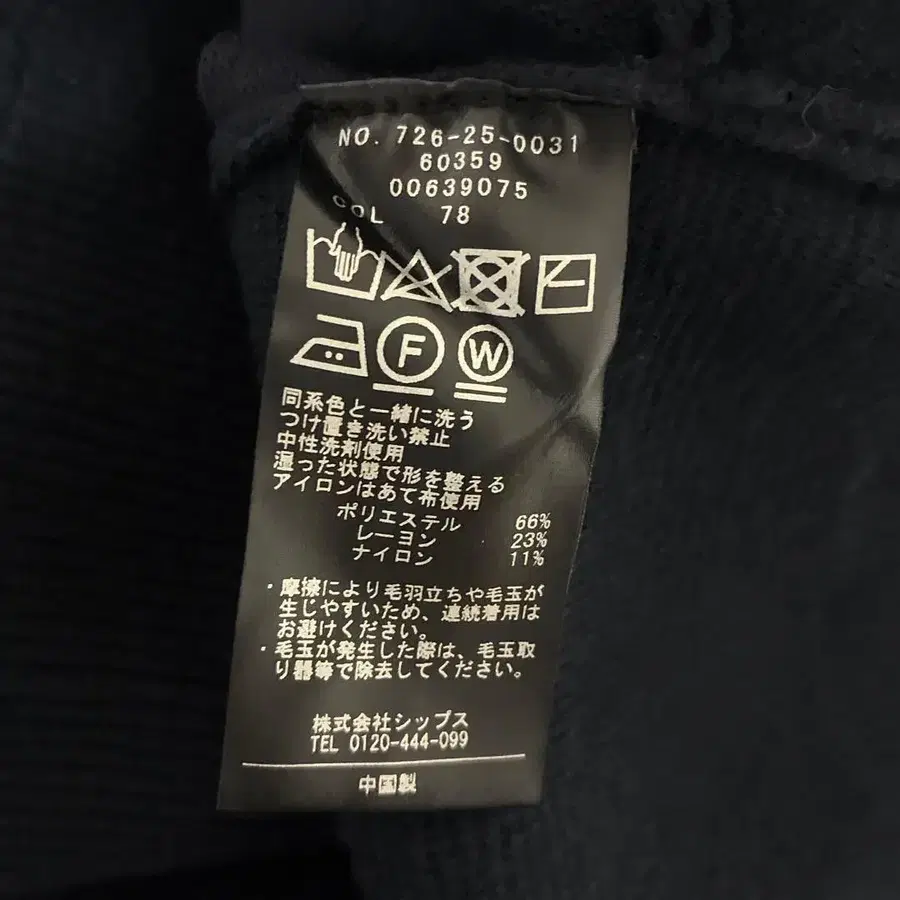 NO. 726-25-0031
60359
00639075
COL 78
F W
同系色と一緒に洗う
つけ置き洗い禁止
中性洗剤使用
湿った状態で形を整える
アイロンはあて布使用
ポリエステル 66%
レーヨン 23%
ナイロン 11%
・摩擦により毛羽立ちや毛玉が
生じやすいため、連続着用は
お避けください。
・毛玉が発生した際は、毛玉取
り器等で除去してください。
株式会社シップス
TEL 0120-444-099
中国製